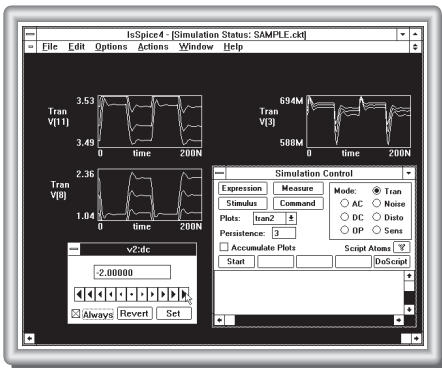 IsSpice4 - [Simulation Status: SAMPLE.ckt]
File Edit Options Actions Window Help
3.53
Tran
V(11)
3.49
0 time 200N
694M
Tran
V(3)
588M
0 time 200N
2.36
Tran
V(8)
1.04
0 time 200N
v2:dc
-2.00000
Always Revert Set
Simulation Control
Expression Measure
Stimulus Command
Plots: tran2
Persistence: 3
Accumulate Plots
Mode: Tran
AC Noise
DC Disto
OP Sens
Script Atoms
Start DoScript